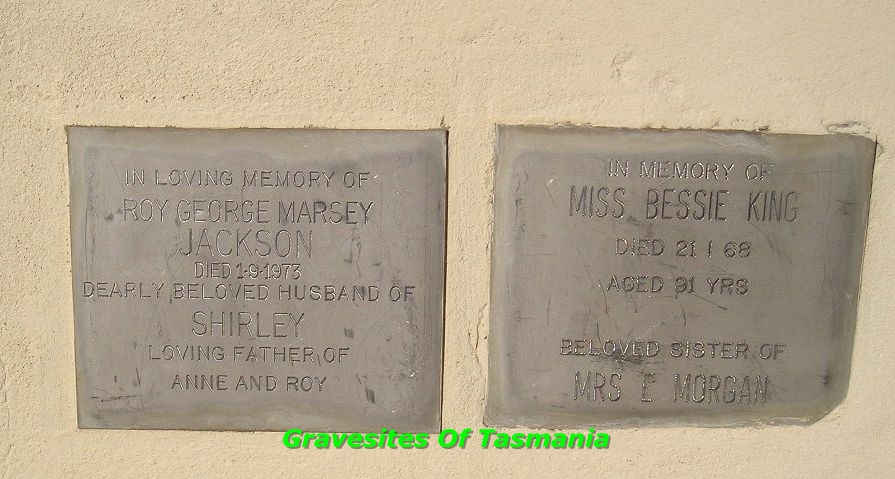 IN LOVING MEMORY OF
ROY GEORGE MARSEY
JACKSON
DIED 1-9-1973
DEARLY BELOVED HUSBAND OF
SHIRLEY
LOVING FATHER OF
ANNE AND ROY
IN MEMORY OF
MISS BESSIE KING
DIED 21 1 68
AGED 91 YRS
BELOVED SISTER OF
MRS E MORGAN
Gravesites Of Tasmania